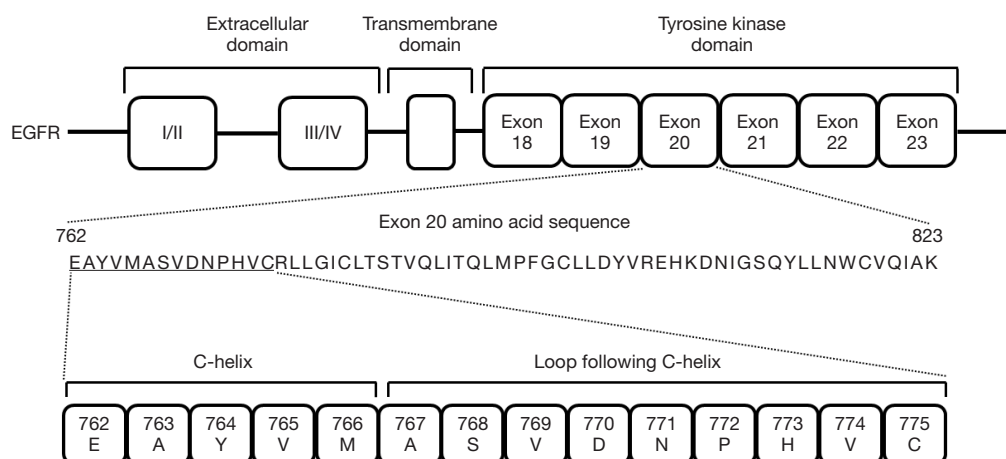 Extracellular domain
Transmembrane domain
Tyrosine kinase domain
EGFR
I/II
III/IV
Exon 18
Exon 19
Exon 20
Exon 21
Exon 22
Exon 23
Exon 20 amino acid sequence
762
823
EAYVMASVDNPHVCRLLGICLTSTVQLITQLMPFGCLLDYVREHKDNIGSQYLLNWCVQIAK
C-helix
Loop following C-helix
762 E
763 A
764 Y
765 V
766 M
767 A
768 S
769 V
770 D
771 N
772 P
773 H
774 V
775 C